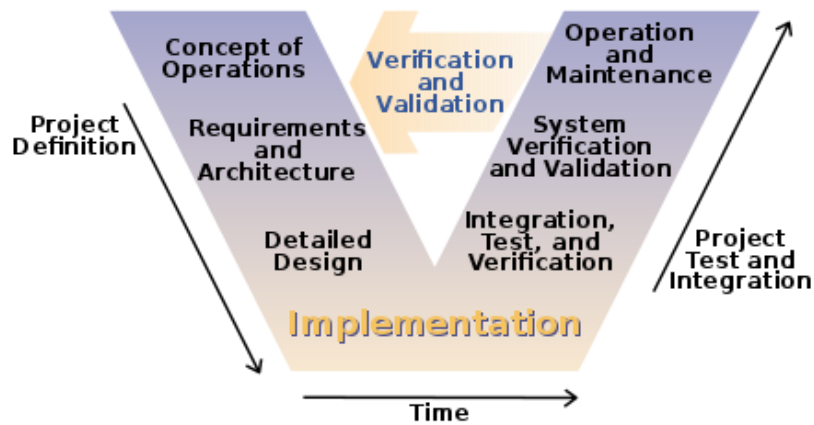 Concept of
Operations
Verification
and
Validation
Operation
and
Maintenance
Project
Definition
Requirements
and
Architecture
System
Verification
and Validation
Detailed
Design
Integration,
Test, and
Verification
Project
Test and
Integration
Implementation
Time